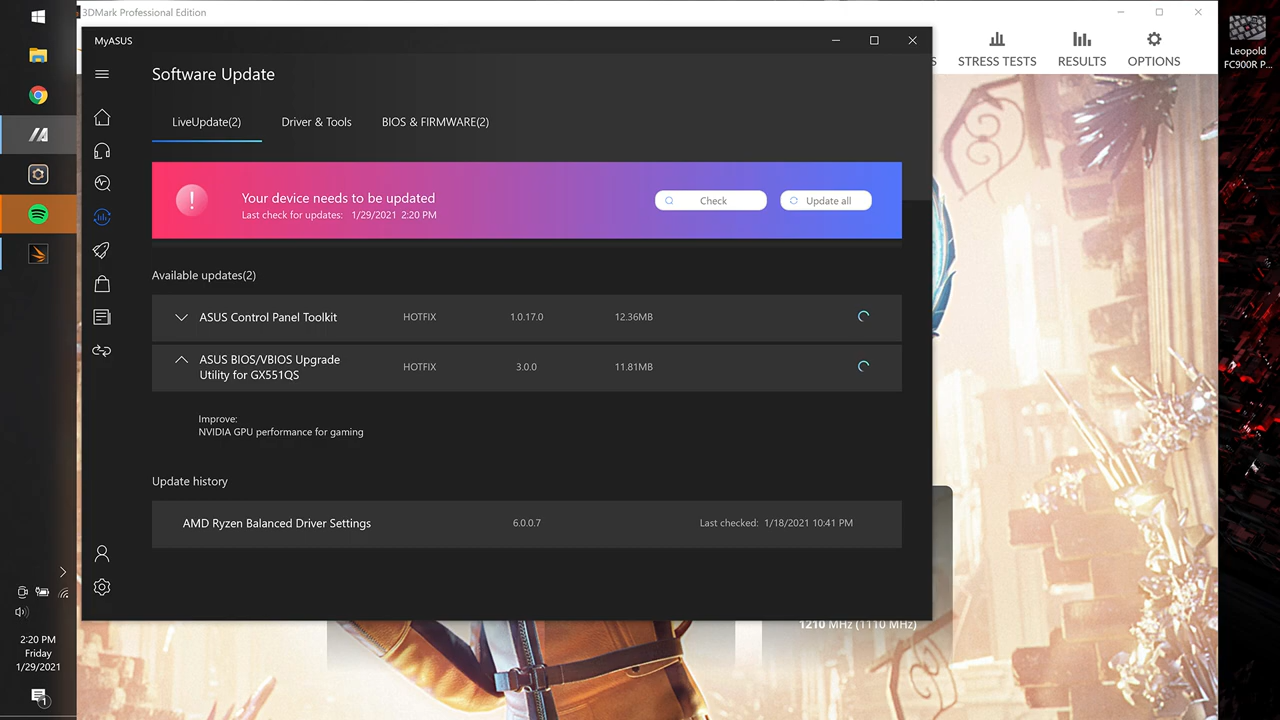 3DMark Professional Edition
MyASUS
Software Update
STRESS TESTS
RESULTS
OPTIONS
Leopold
FC900R P...
LiveUpdate(2)
Driver & Tools
BIOS & FIRMWARE(2)
Your device needs to be updated
Last check for updates: 1/29/2021 2:20 PM
Check
Update all
Available updates(2)
ASUS Control Panel Toolkit
HOTFIX
1.0.17.0
12.36MB
ASUS BIOS/VBIOS Upgrade
Utility for GX551QS
HOTFIX
3.0.0
11.81MB
Improve:
NVIDIA GPU performance for gaming
Update history
AMD Ryzen Balanced Driver Settings
6.0.0.7
Last checked: 1/18/2021 10:41 PM
1210 MHz (1110 MHz)
2:20 PM
Friday
1/29/2021
1